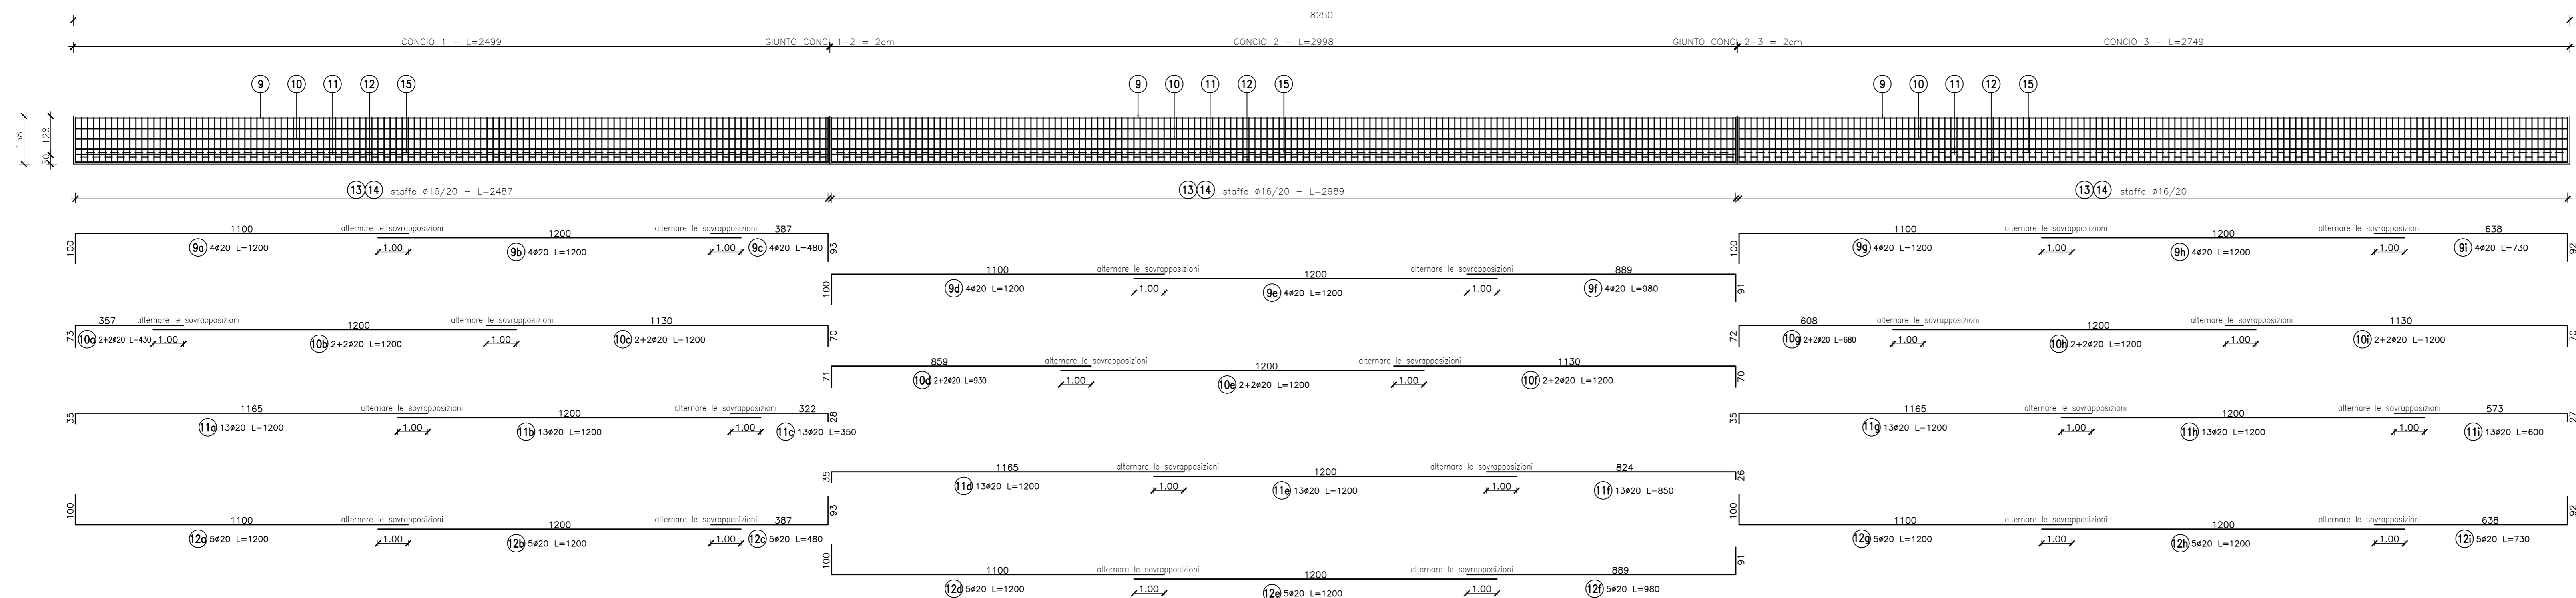 8250
CONCIO 1 - L=2499
GIUNTO CONCI 1-2 = 2cm
CONCIO 2 - L=2998
GIUNTO CONCI 2-3 = 2cm
CONCIO 3 - L=2749
9 10 11 12 15
9 10 11 12 15
9 10 11 12 15
158
128
30
13 14 staffe ø16/20 - L=2487
13 14 staffe ø16/20 - L=2989
13 14 staffe ø16/20
100
1100
alternare le sovrapposizioni
1200
alternare le sovrapposizioni
387
93
9a 4ø20 L=1200
1.00
9b 4ø20 L=1200
1.00
9c 4ø20 L=480
100
1100
alternare le sovrapposizioni
1200
alternare le sovrapposizioni
889
91
9d 4ø20 L=1200
1.00
9e 4ø20 L=1200
1.00
9f 4ø20 L=980
100
1100
alternare le sovrapposizioni
1200
alternare le sovrapposizioni
638
92
9g 4ø20 L=1200
1.00
9h 4ø20 L=1200
1.00
9i 4ø20 L=730
73
357
alternare le sovrapposizioni
1200
alternare le sovrapposizioni
1130
70
10a 2+2ø20 L=430
1.00
10b 2+2ø20 L=1200
1.00
10c 2+2ø20 L=1200
71
859
alternare le sovrapposizioni
1200
alternare le sovrapposizioni
1130
70
10d 2+2ø20 L=930
1.00
10e 2+2ø20 L=1200
1.00
10f 2+2ø20 L=1200
72
608
alternare le sovrapposizioni
1200
alternare le sovrapposizioni
1130
70
10g 2+2ø20 L=680
1.00
10h 2+2ø20 L=1200
1.00
10i 2+2ø20 L=1200
35
1165
alternare le sovrapposizioni
1200
alternare le sovrapposizioni
322
28
11a 13ø20 L=1200
1.00
11b 13ø20 L=1200
1.00
11c 13ø20 L=350
35
1165
alternare le sovrapposizioni
1200
alternare le sovrapposizioni
824
26
11d 13ø20 L=1200
1.00
11e 13ø20 L=1200
1.00
11f 13ø20 L=850
35
1165
alternare le sovrapposizioni
1200
alternare le sovrapposizioni
573
27
11g 13ø20 L=1200
1.00
11h 13ø20 L=1200
1.00
11i 13ø20 L=600
100
1100
alternare le sovrapposizioni
1200
alternare le sovrapposizioni
387
93
12a 5ø20 L=1200
1.00
12b 5ø20 L=1200
1.00
12c 5ø20 L=480
100
1100
alternare le sovrapposizioni
1200
alternare le sovrapposizioni
889
91
12d 5ø20 L=1200
1.00
12e 5ø20 L=1200
1.00
12f 5ø20 L=980
100
1100
alternare le sovrapposizioni
1200
alternare le sovrapposizioni
638
92
12g 5ø20 L=1200
1.00
12h 5ø20 L=1200
1.00
12i 5ø20 L=730